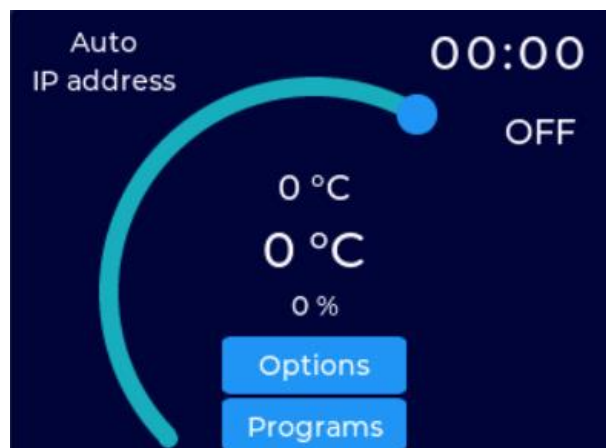 Auto
IP address
00:00
OFF
0 °C
0 °C
0 %
Options
Programs